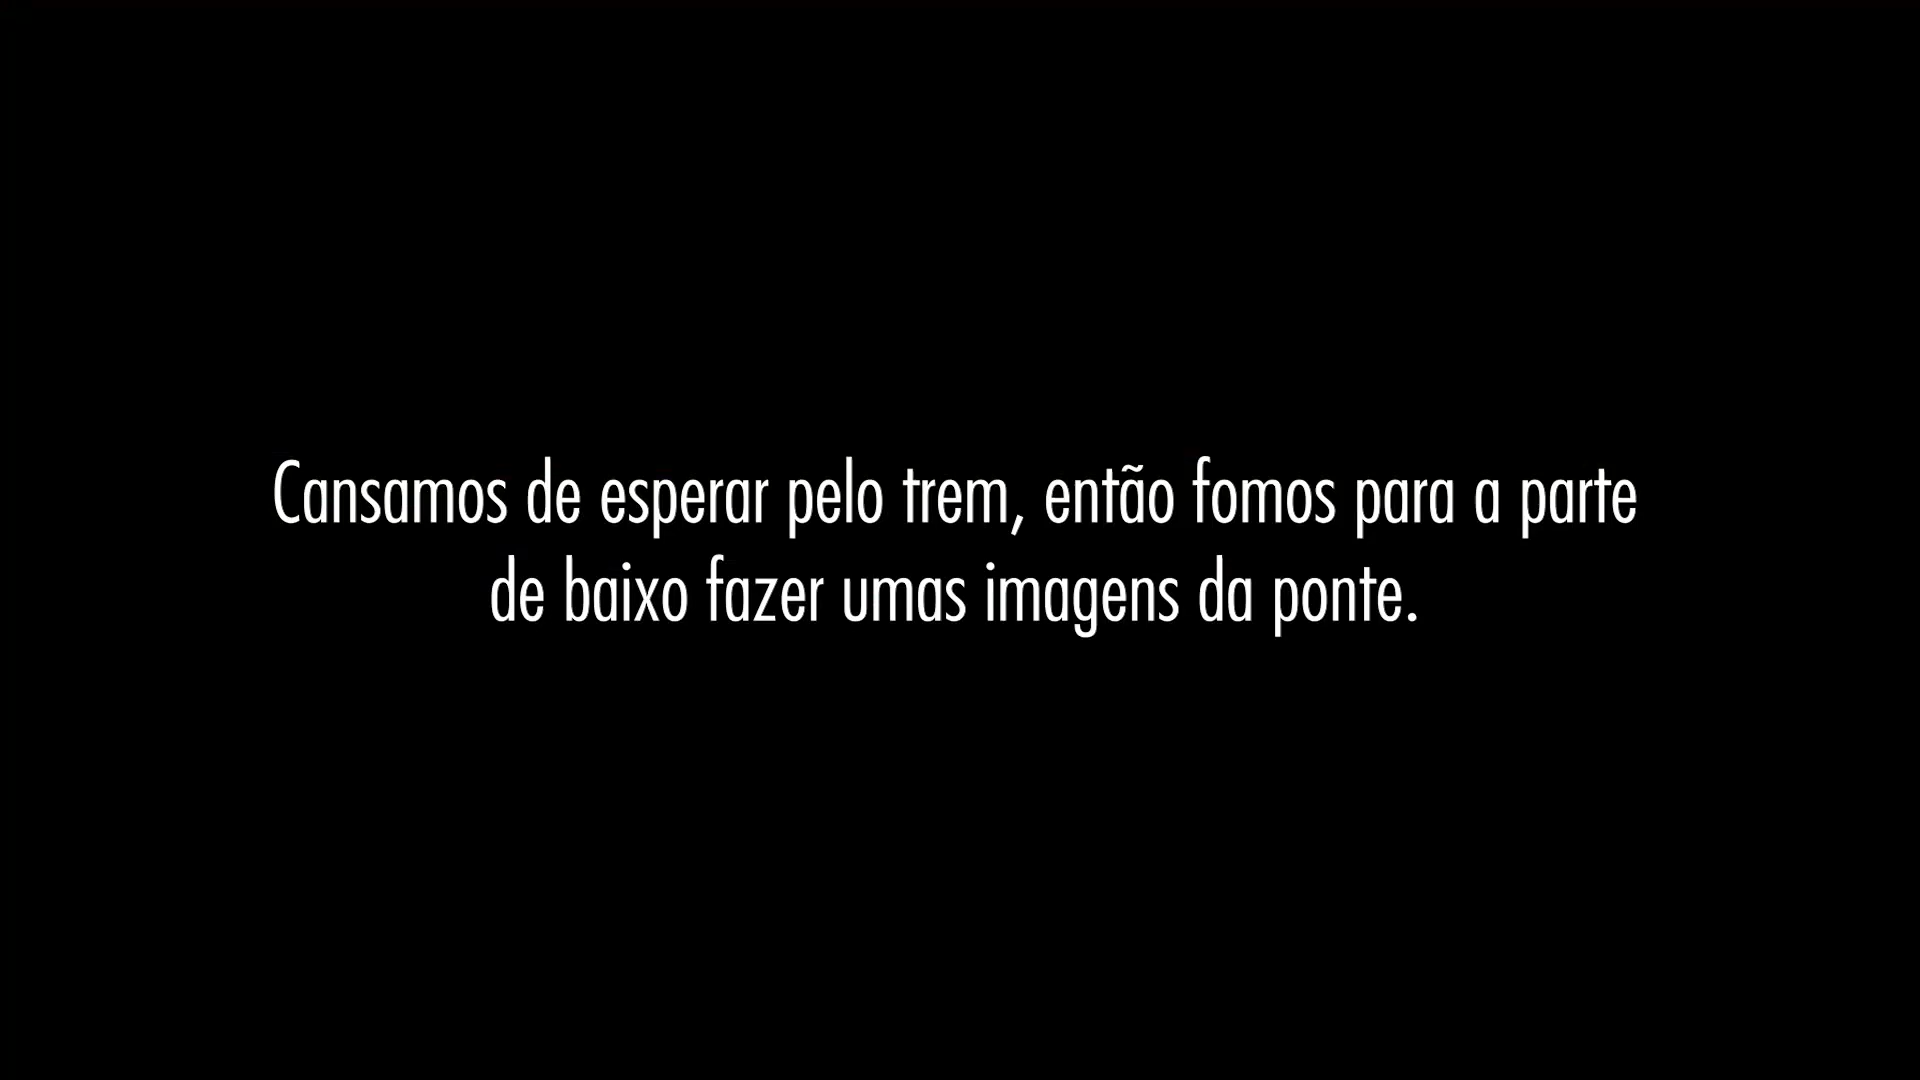 Cansamos de esperar pelo trem, então fomos para a parte
de baixo fazer umas imagens da ponte.